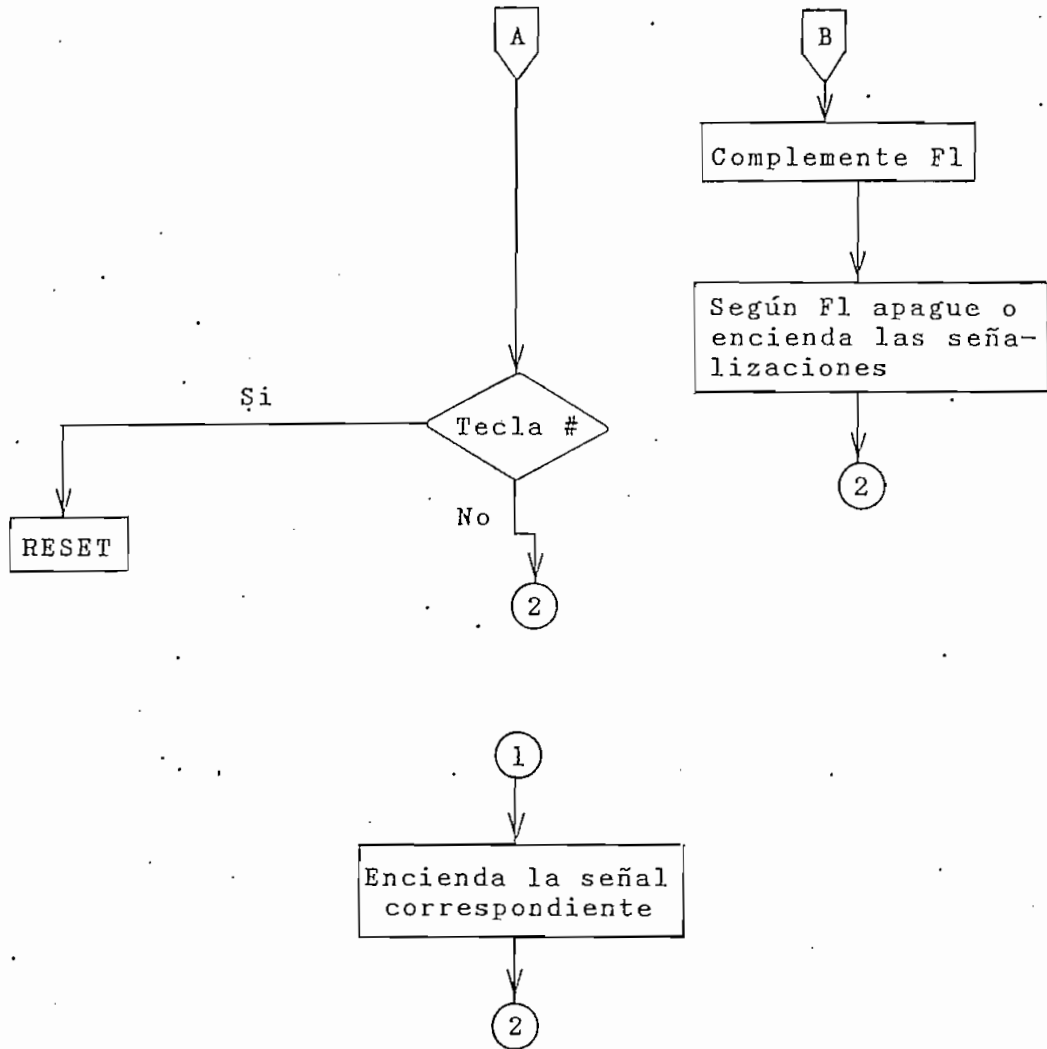 A
B
Complemente F1
Según F1 apague o
encienda las seña-
lizaciones
2
Si
Tecla #
No
RESET
2
1
Encienda la señal
correspondiente
2